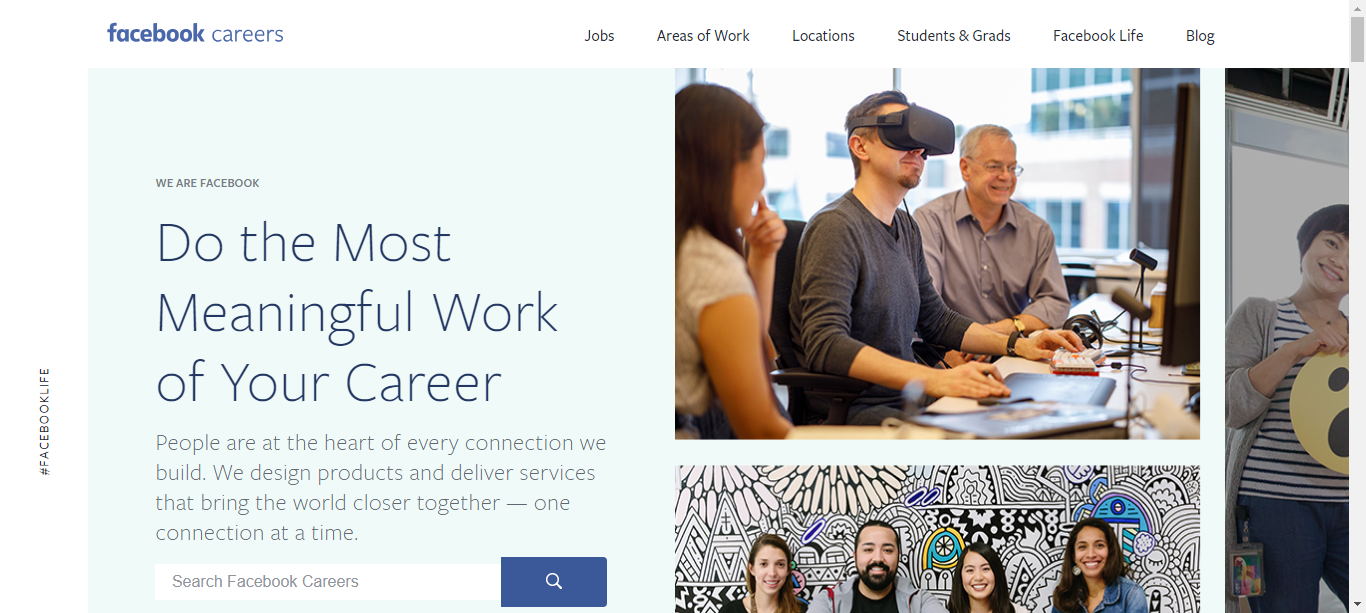 facebook careers
Jobs
Areas of Work
Locations
Students & Grads
Facebook Life
Blog
#FACEBOOKLIFE
WE ARE FACEBOOK
Do the Most
Meaningful Work
of Your Career
People are at the heart of every connection we
build. We design products and deliver services
that bring the world closer together — one
connection at a time.
Search Facebook Careers